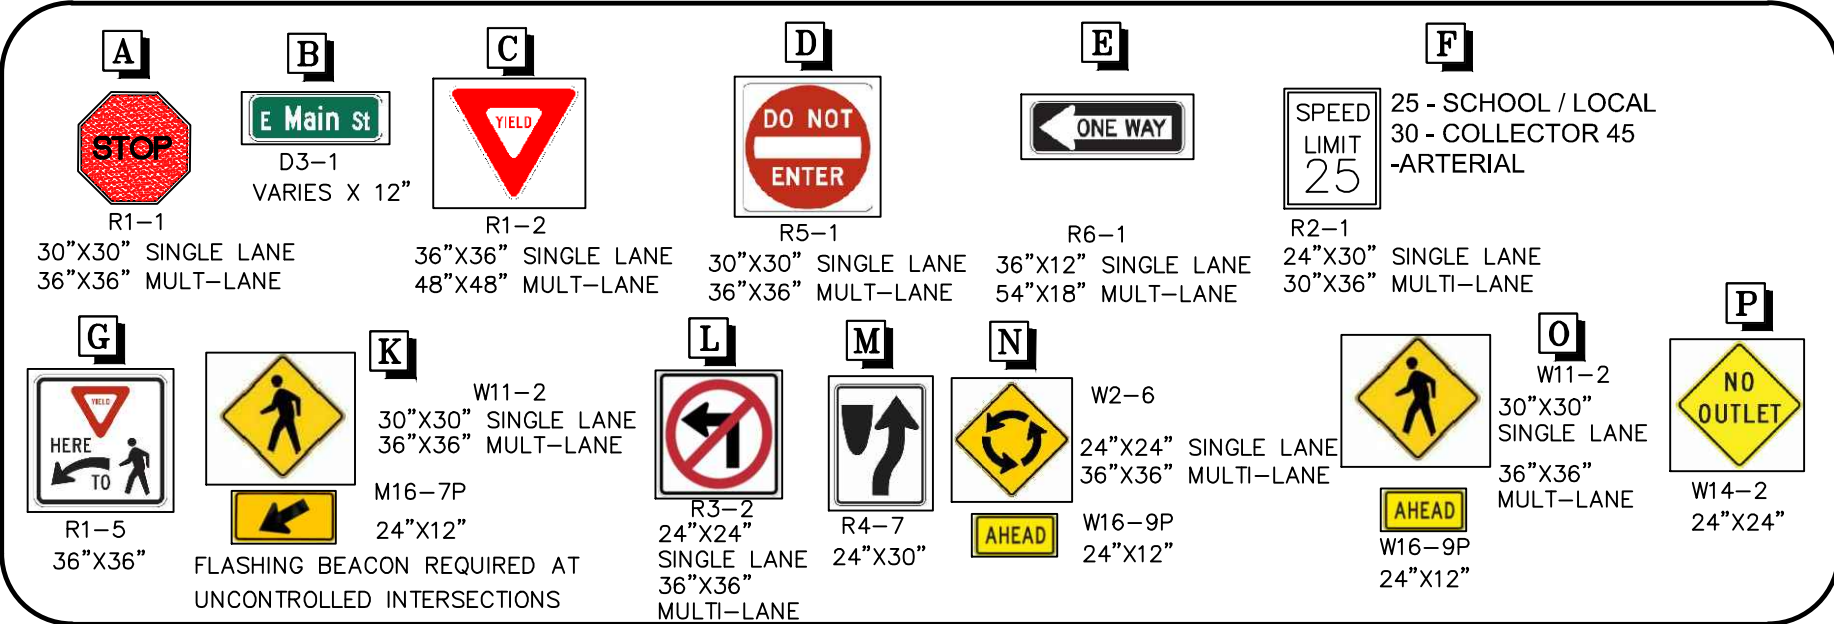 A
STOP
R1-1
30"X30" SINGLE LANE
36"X36" MULT-LANE
B
E Main St
D3-1
VARIES X 12"
C
YIELD
R1-2
36"X36" SINGLE LANE
48"X48" MULT-LANE
D
DO NOT
ENTER
R5-1
30"X30" SINGLE LANE
36"X36" MULT-LANE
E
ONE WAY
R6-1
36"X12" SINGLE LANE
54"X18" MULT-LANE
F
SPEED
LIMIT
25
25 - SCHOOL / LOCAL
30 - COLLECTOR 45
-ARTERIAL
R2-1
24"X30" SINGLE LANE
30"X36" MULTI-LANE
G
YIELD
HERE
TO
R1-5
36"X36"
K
W11-2
30"X30" SINGLE LANE
36"X36" MULT-LANE
M16-7P
24"X12"
FLASHING BEACON REQUIRED AT
UNCONTROLLED INTERSECTIONS
L
R3-2
24"X24"
SINGLE LANE
36"X36"
MULTI-LANE
M
R4-7
24"X30"
N
W2-6
24"X24" SINGLE LANE
36"X36" MULTI-LANE
AHEAD
W16-9P
24"X12"
O
W11-2
30"X30"
SINGLE LANE
36"X36"
MULT-LANE
AHEAD
W16-9P
24"X12"
P
NO
OUTLET
W14-2
24"X24"